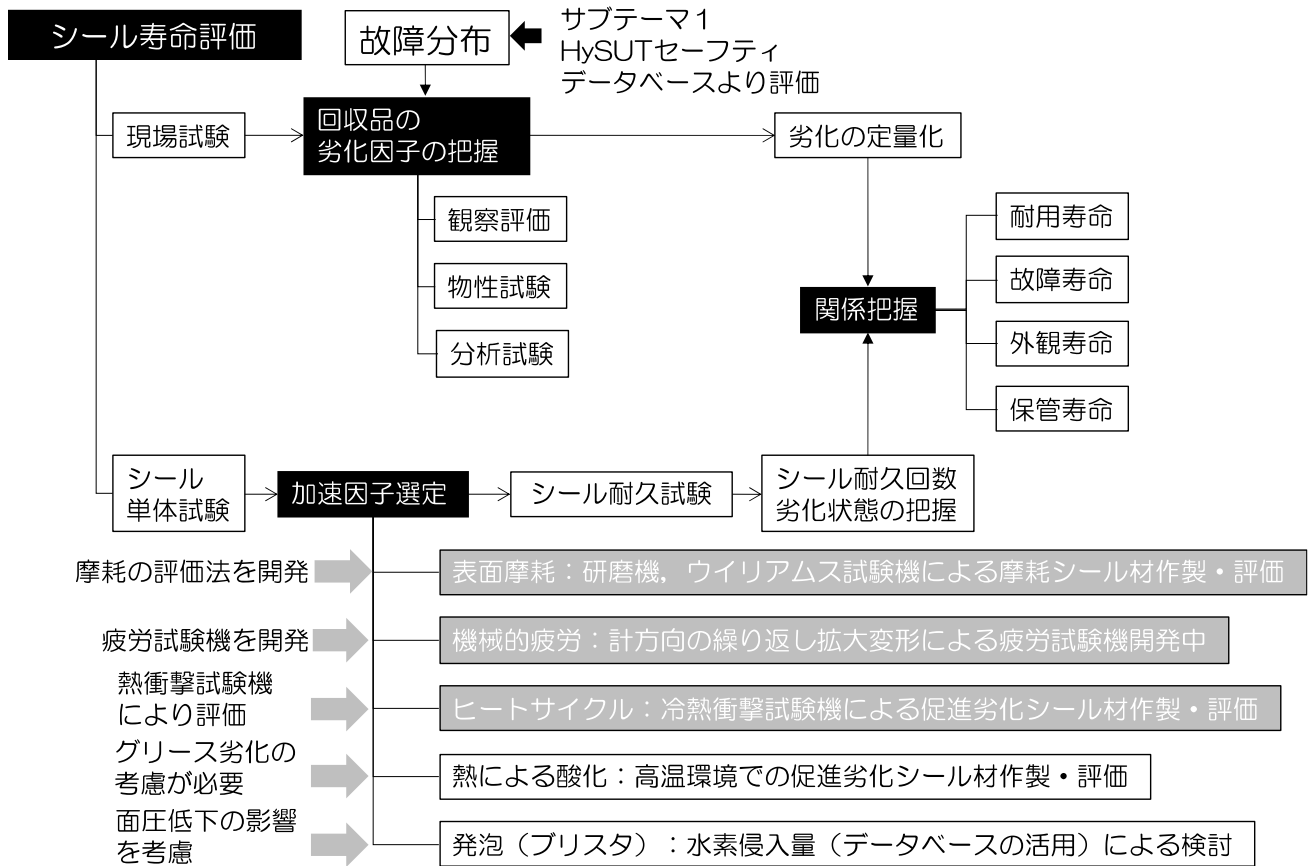 シール寿命評価
故障分布
サブテーマ1
HySUTセーフティ
データベースより評価
現場試験
回収品の
劣化因子の把握
劣化の定量化
観察評価
物性試験
分析試験
関係把握
耐用寿命
故障寿命
外観寿命
保管寿命
シール
単体試験
加速因子選定
シール耐久試験
シール耐久回数
劣化状態の把握
摩耗の評価法を開発
表面摩耗：研磨機，ウイリアムス試験機による摩耗シール材作製・評価
疲労試験機を開発
機械的疲労：計方向の繰り返し拡大変形による疲労試験機開発中
熱衝撃試験機
により評価
ヒートサイクル：冷熱衝撃試験機による促進劣化シール材作製・評価
グリース劣化の
考慮が必要
熱による酸化：高温環境での促進劣化シール材作製・評価
面圧低下の影響
を考慮
発泡（ブリスタ）：水素侵入量（データベースの活用）による検討